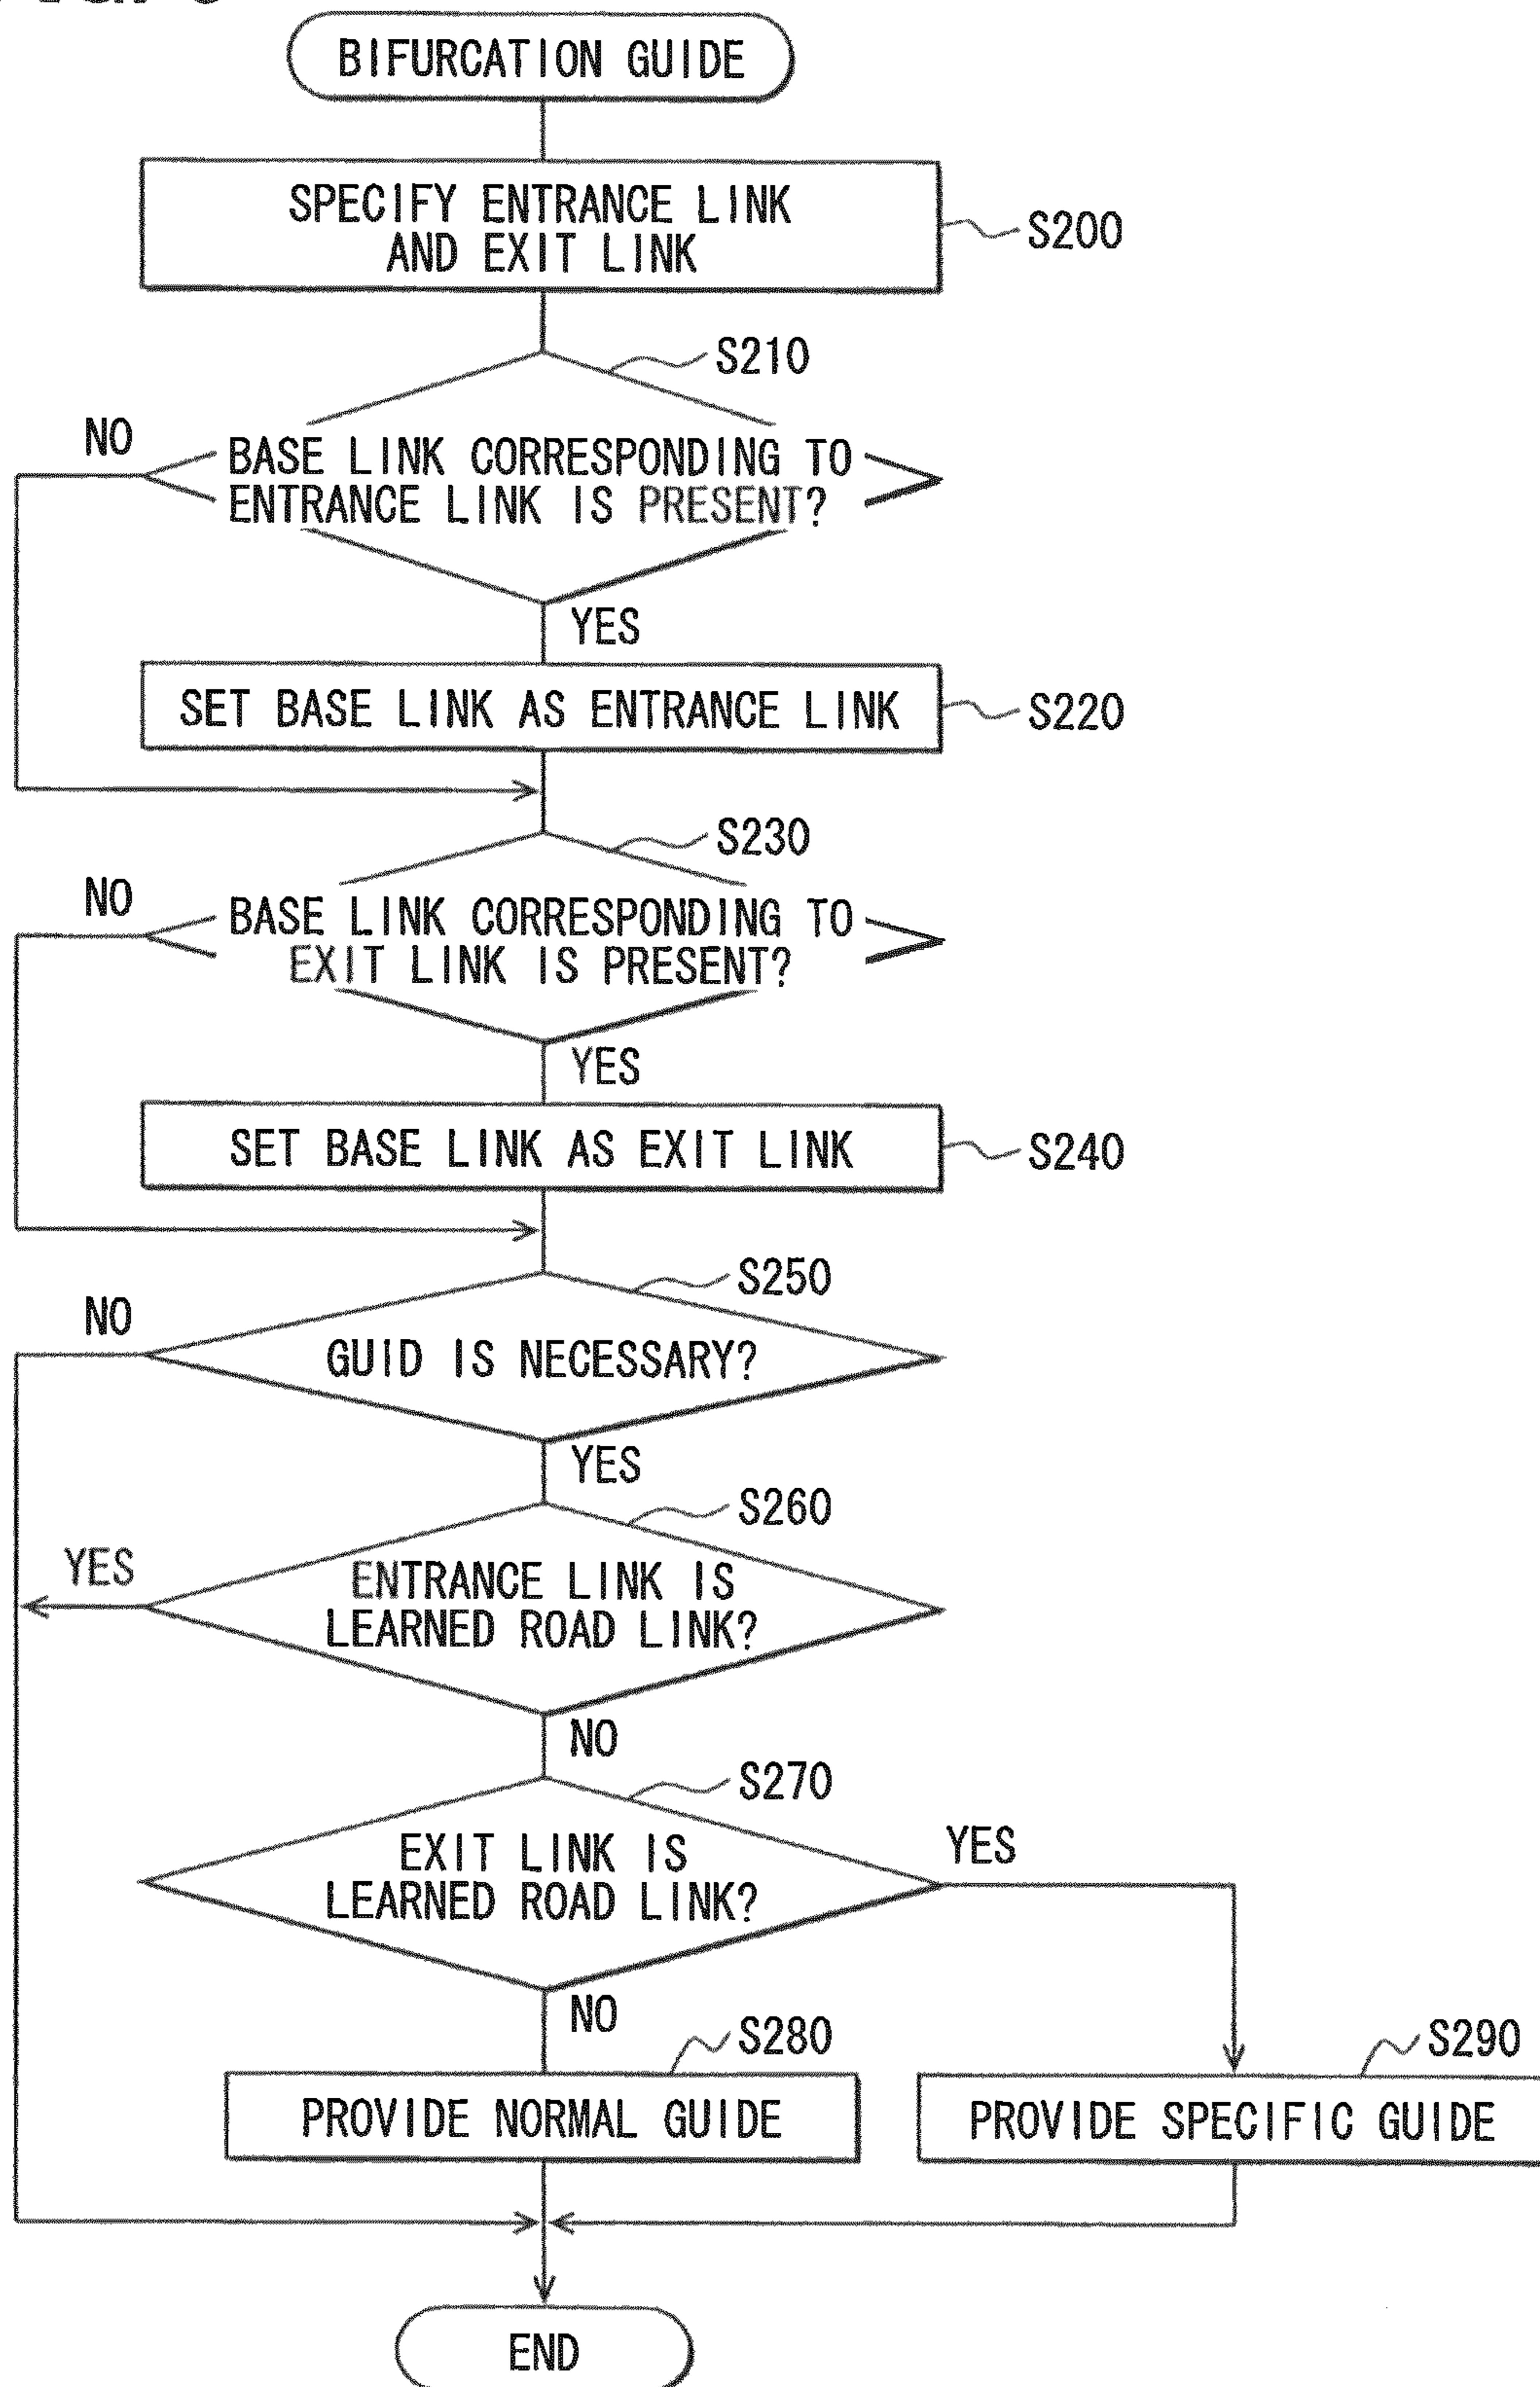 BIFURCATION GUIDE
SPECIFY ENTRANCE LINK
AND EXIT LINK
S200
S210
NO
BASE LINK CORRESPONDING TO
ENTRANCE LINK IS PRESENT?
YES
SET BASE LINK AS ENTRANCE LINK
S220
S230
NO
BASE LINK CORRESPONDING TO
EXIT LINK IS PRESENT?
YES
SET BASE LINK AS EXIT LINK
S240
S250
NO
GUID IS NECESSARY?
YES
S260
YES
ENTRANCE LINK IS
LEARNED ROAD LINK?
NO
S270
EXIT LINK IS
LEARNED ROAD LINK?
YES
NO
S280
S290
PROVIDE NORMAL GUIDE
PROVIDE SPECIFIC GUIDE
END